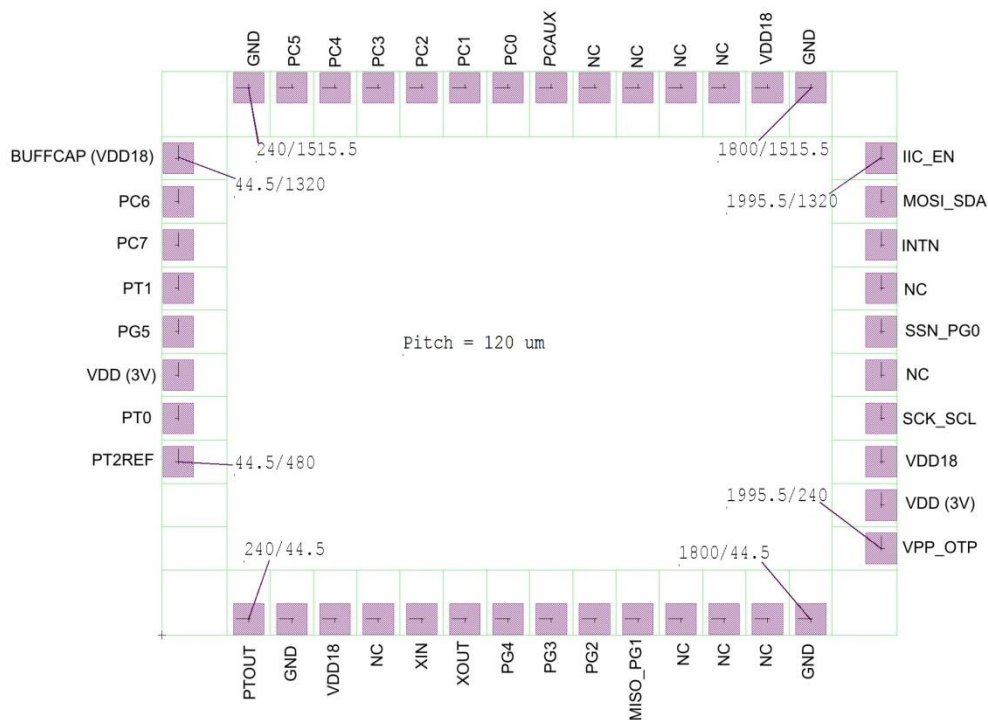 GND
PC5
PC4
PC3
PC2
PC1
PC0
PCAUX
NC
NC
NC
NC
VDD18
GND
240/1515.5
1800/1515.5
BUFFCAP (VDD18)
44.5/1320
PC6
PC7
PT1
PG5
VDD (3V)
PT0
PT2REF
44.5/480
Pitch = 120 um
IIC_EN
1995.5/1320
MOSI_SDA
INTN
NC
SSN_PG0
NC
SCK_SCL
VDD18
1995.5/240
VDD (3V)
VPP_OTP
240/44.5
1800/44.5
PTOUT
GND
VDD18
NC
XIN
XOUT
PG4
PG3
PG2
MISO_PG1
NC
NC
NC
GND